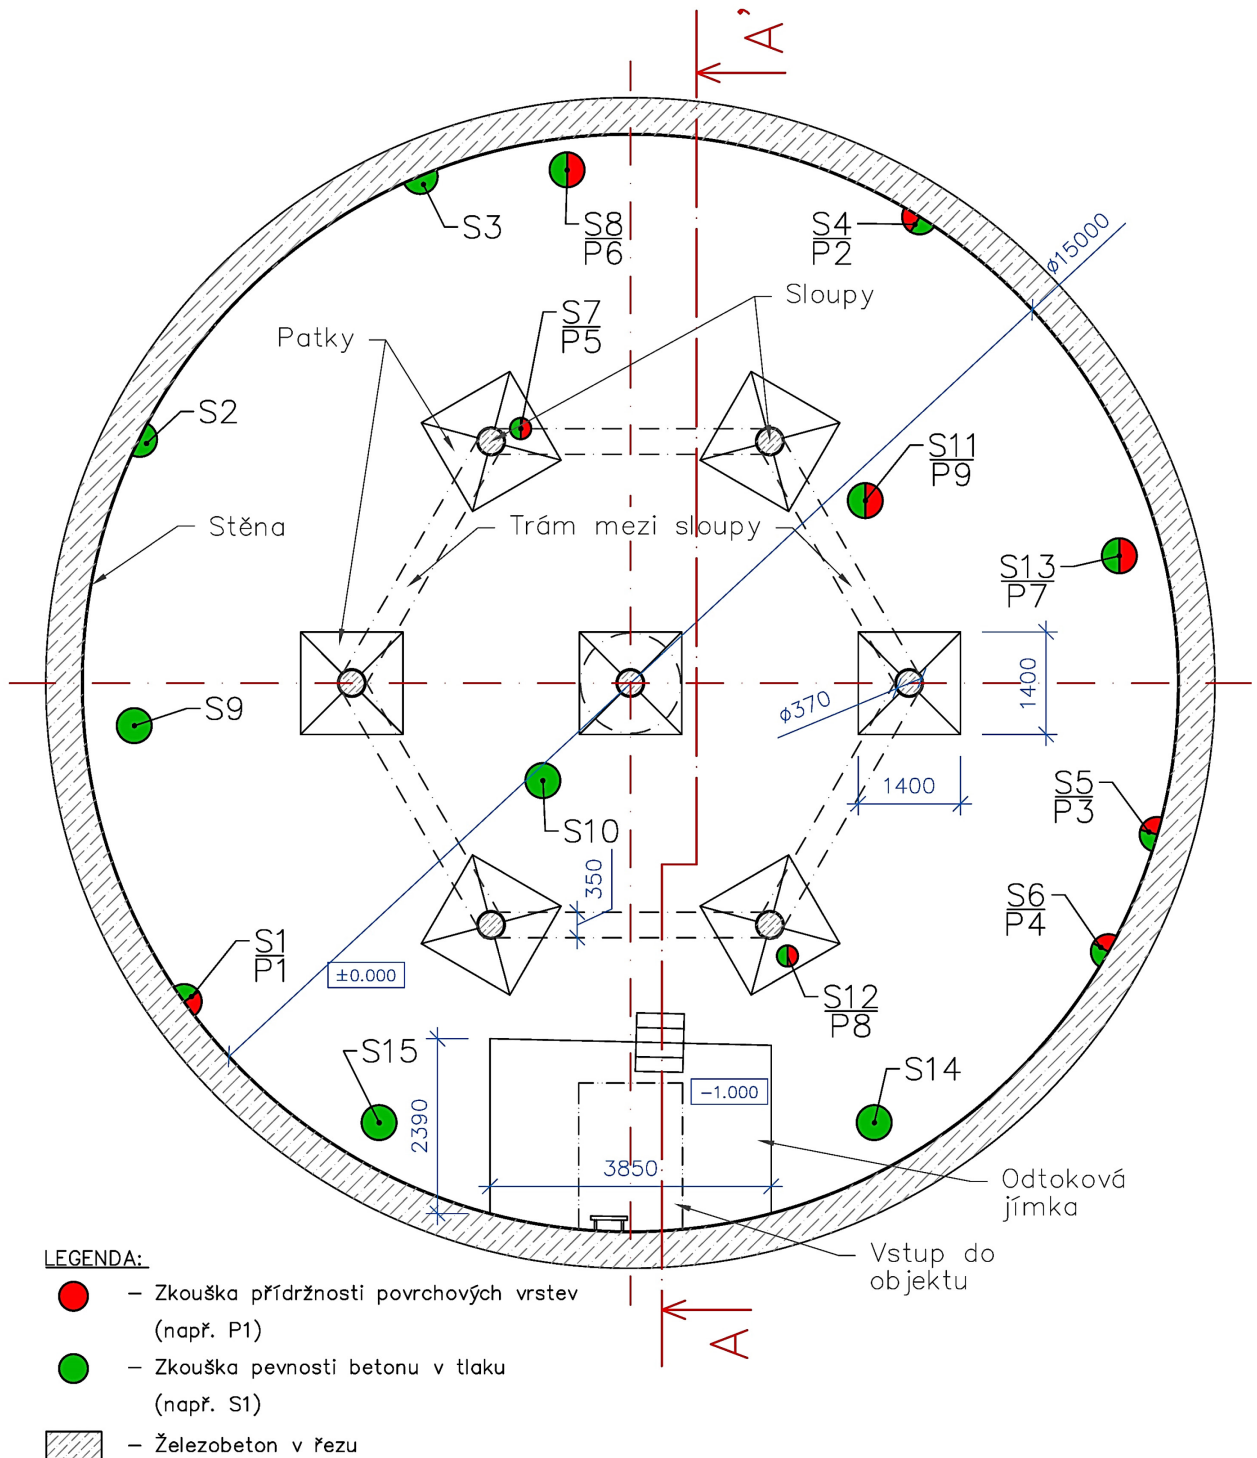 A'
S3
S8
P6
S4
P2
ø15000
Sloupy
S7
P5
Patky
S2
S11
P9
Stěna
Trám mezi sloupy
S13
P7
1400
S9
ø370
1400
S5
P3
S10
350
S6
P4
S1
P1
±0.000
S12
P8
S15
S14
2390
-1.000
3850
Odtoková
jímka
Vstup do
objektu
A
LEGENDA:
– Zkouška přídržnosti povrchových vrstev
(např. P1)
– Zkouška pevnosti betonu v tlaku
(např. S1)
– Železobeton v řezu